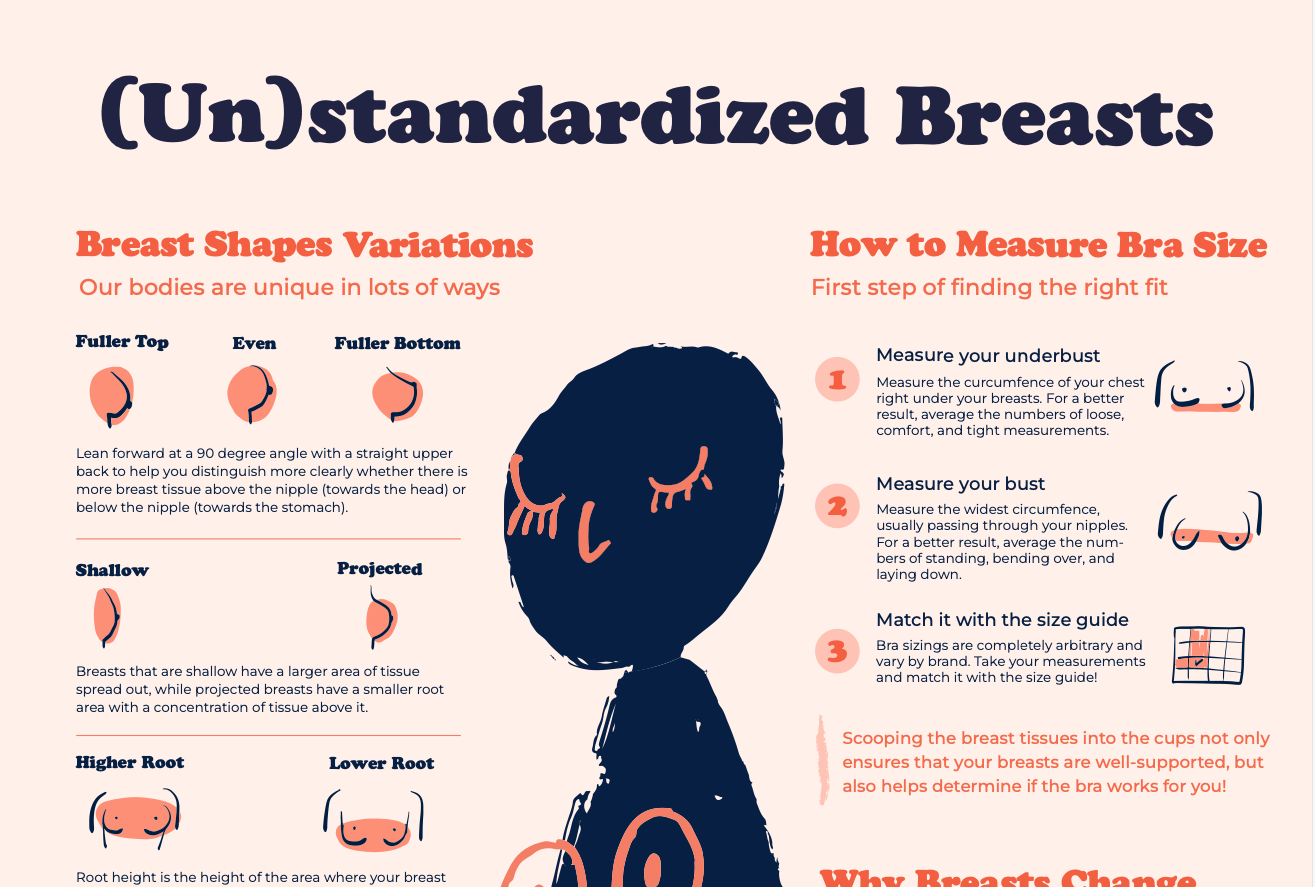 (Un)standardized Breasts
Breast Shapes Variations
Our bodies are unique in lots of ways
Fuller Top
Even
Fuller Bottom
Lean forward at a 90 degree angle with a straight upper
back to help you distinguish more clearly whether there is
more breast tissue above the nipple (towards the head) or
below the nipple (towards the stomach).
Shallow
Projected
Breasts that are shallow have a larger area of tissue
spread out, while projected breasts have a smaller root
area with a concentration of tissue above it.
Higher Root
Lower Root
Root height is the height of the area where your breast
How to Measure Bra Size
First step of finding the right fit
1
Measure your underbust
Measure the curcumfence of your chest
right under your breasts. For a better
result, average the numbers of loose,
comfort, and tight measurements.
2
Measure your bust
Measure the widest circumfence,
usually passing through your nipples.
For a better result, average the num-
bers of standing, bending over, and
laying down.
3
Match it with the size guide
Bra sizings are completely arbitrary and
vary by brand. Take your measurements
and match it with the size guide!
Scooping the breast tissues into the cups not only
ensures that your breasts are well-supported, but
also helps determine if the bra works for you!
Why Breasts Change